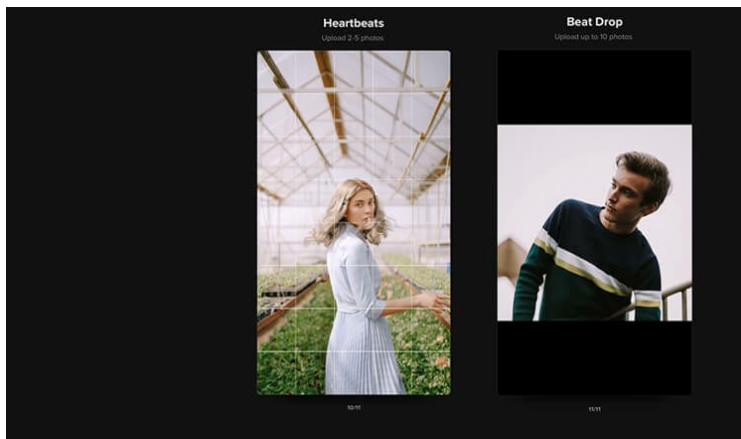 Heartbeats
Upload 2-5 photos
10/11
Beat Drop
Upload up to 10 photos
11/11